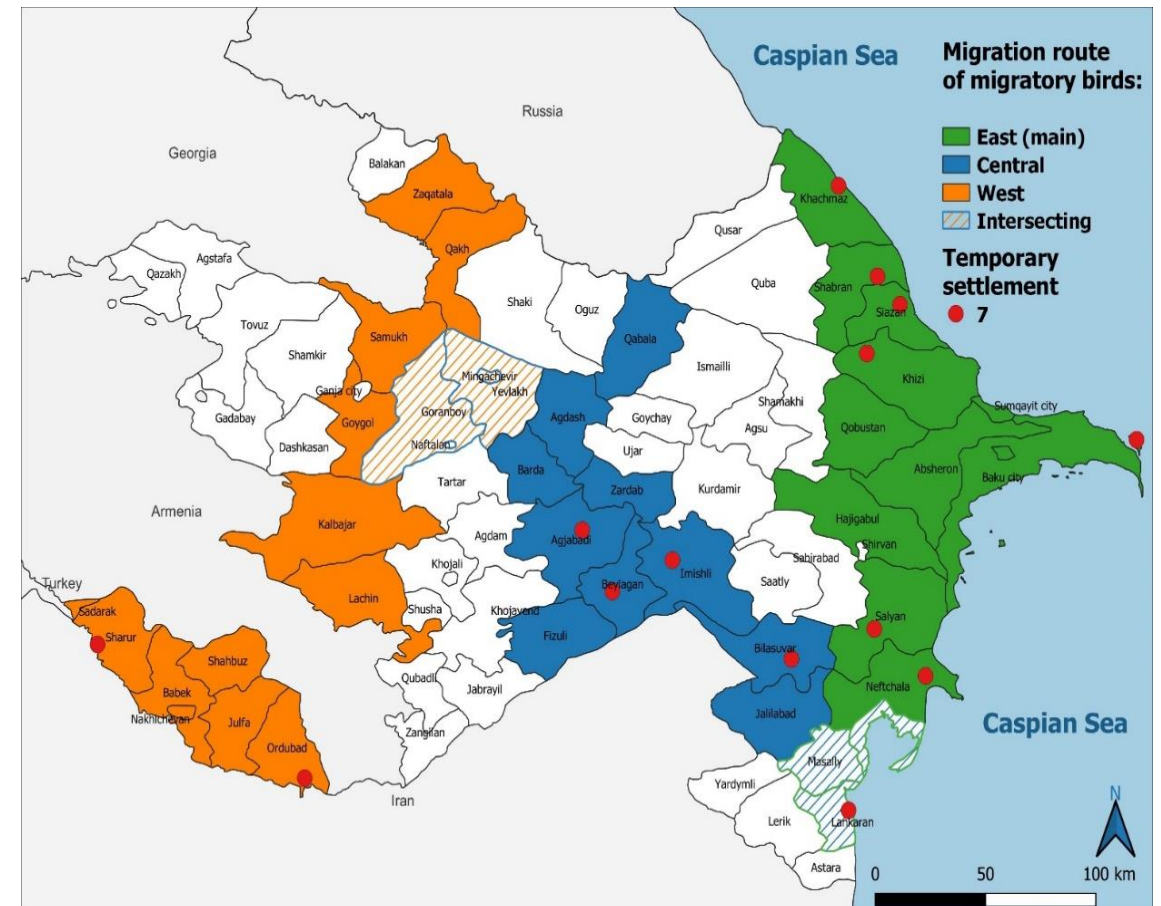 Caspian Sea
Migration route
of migratory birds:
East (main)
Central
West
Intersecting
Temporary
settlement
7
Russia
Georgia
Balakan
Zaqatala
Khachmaz
Qusar
Qakh
Agstafa
Qazakh
Quba
Shabran
Shaki
Oguz
Siazan
Tovuz
Samukh
Qabala
Shamkir
Ismailli
Khizi
Mingachevir
Yevlakh
Ganja city
Shamakhi
Sumqayit city
Gadabay
Goygol
Goranboy
Agdash
Goychay
Agsu
Qobustan
Dashkasan
Naftalan
Ujar
Absheron
Barda
Baku city
Tartar
Zardab
Kurdamir
Armenia
Kalbajar
Agdam
Agjabadi
Hajigabul
Shirvan
Khojali
Imishli
Sabirabad
Saatly
Turkey
Beylagan
Lachin
Shusha
Khojavend
Sadarak
Salyan
Sharur
Fizuli
Bilasuvar
Shahbuz
Qubadli
Jabrayil
Neftchala
Babek
Nakhichevan
Julfa
Jalilabad
Caspian Sea
Zangilan
Ordubad
Masally
Yardymli
Iran
N
Lerik
Lankaran
Astara
0 50 100 km